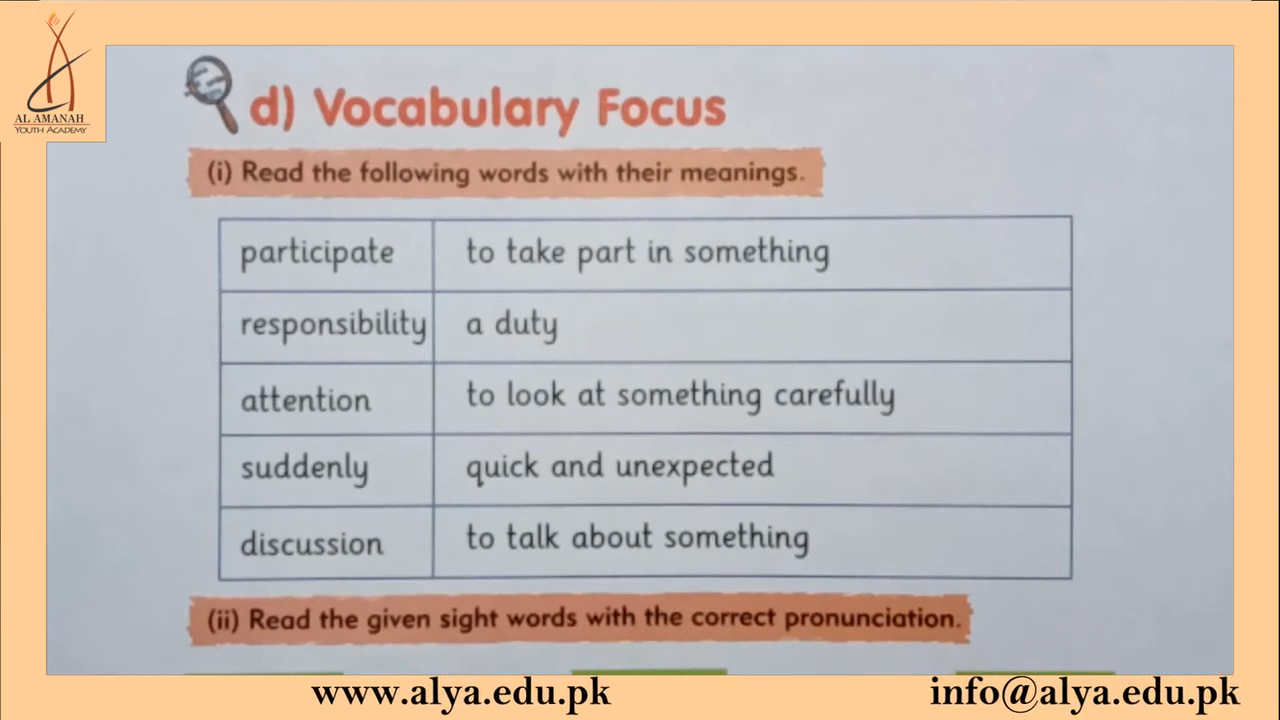 AL AMANAH
YOUTH ACADEMY
d) Vocabulary Focus
(i) Read the following words with their meanings.
participate to take part in something
responsibility a duty
attention to look at something carefully
suddenly quick and unexpected
discussion to talk about something
(ii) Read the given sight words with the correct pronunciation.
www.alya.edu.pk info@alya.edu.pk